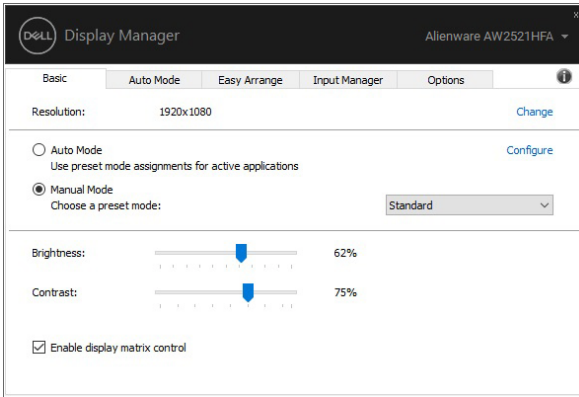 DELL Display Manager Alienware AW2521HFA
Basic Auto Mode Easy Arrange Input Manager Options
Resolution: 1920x1080 Change
Auto Mode Configure
Use preset mode assignments for active applications
Manual Mode
Choose a preset mode: Standard
Brightness: 62%
Contrast: 75%
Enable display matrix control